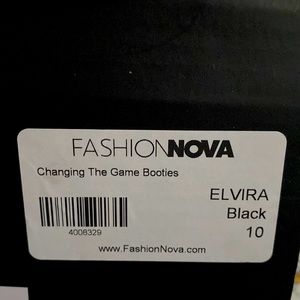 FASHIONNOVA
Changing The Game Booties
ELVIRA
Black
10
4008329
www.FashionNova.com